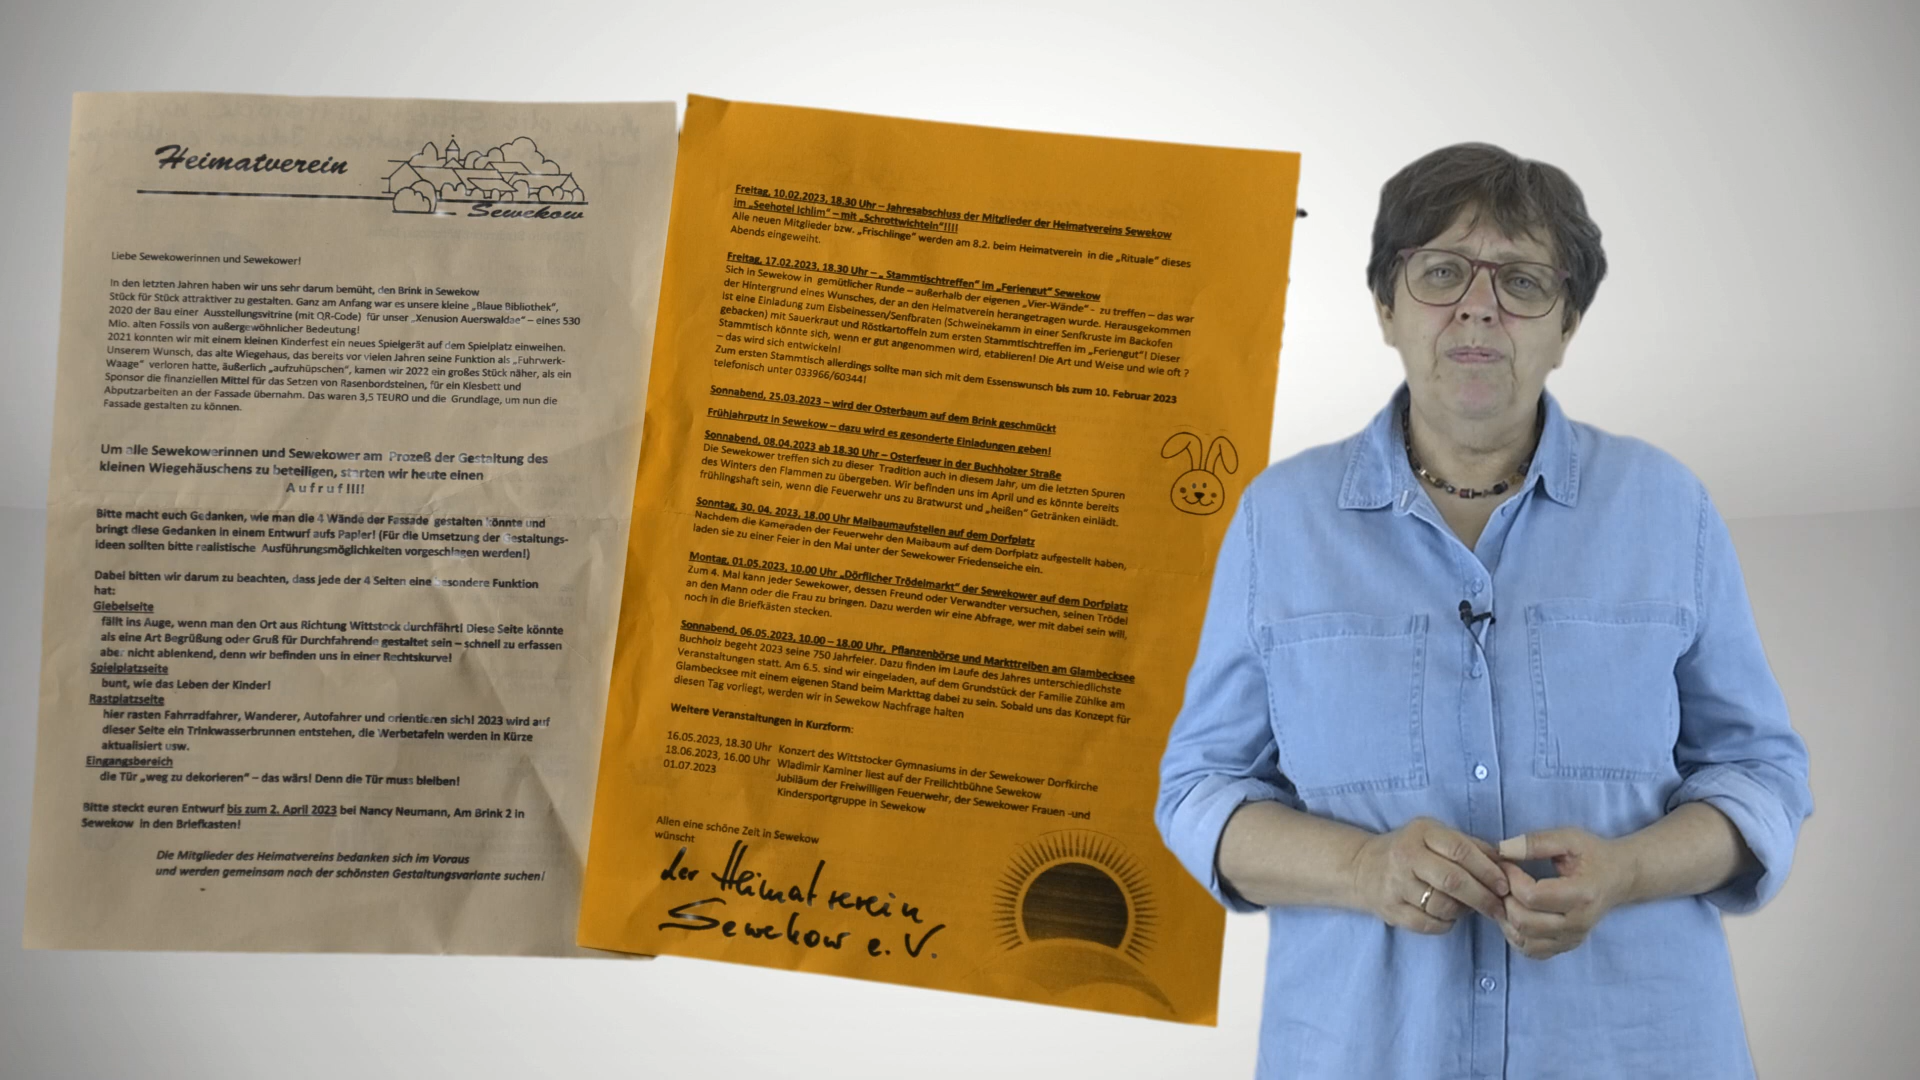 Heimatverein
Sewekow
Liebe Sewekowerinnen und Sewekower!
In den letzten Jahren haben wir uns sehr darum bemüht, den Brink in Sewekow
Stück für Stück attraktiver zu gestalten. Ganz am Anfang war es unsere kleine „Blaue Bibliothek“,
2020 der Bau einer Ausstellungsvitrine (mit QR-Code) für unser „Xenusion Auerswaldae“ – eines 530
Mio. alten Fossils von außergewöhnlicher Bedeutung!
2021 konnten wir mit einem kleinen Kinderfest ein neues Spielgerät auf dem Spielplatz einweihen.
Unserem Wunsch, das alte Wiegehaus, das bereits vor vielen Jahren seine Funktion als „Fuhrwerk-
Waage“ verloren hatte, äußerlich „aufzuhüpschen“, kamen wir 2022 ein großes Stück näher, als ein
Sponsor die finanziellen Mittel für das Setzen von Rasenbordsteinen, für ein Kiesbett und
Abputzarbeiten an der Fassade übernahm. Das waren 3,5 TEURO und die Grundlage, um nun die
Fassade gestalten zu können.
Um alle Sewekowerinnen und Sewekower am Prozeß der Gestaltung des
kleinen Wiegehäuschens zu beteiligen, starten wir heute einen
A u f r u f !!!!
Bitte macht euch Gedanken, wie man die 4 Wände der Fassade gestalten könnte und
bringt diese Gedanken in einem Entwurf aufs Papier! (Für die Umsetzung der Gestaltungs-
ideen sollten bitte realistische Ausführungsmöglichkeiten vorgeschlagen werden!)
Dabei bitten wir darum zu beachten, dass jede der 4 Seiten eine besondere Funktion
hat:
Giebelseite
fällt ins Auge, wenn man den Ort aus Richtung Wittstock durchfährt! Diese Seite könnte
als eine Art Begrüßung oder Gruß für Durchfahrende gestaltet sein – schnell zu erfassen
aber nicht ablenkend, denn wir befinden uns in einer Rechtskurve!
Spielplatzseite
bunt, wie das Leben der Kinder!
Rastplatzseite
hier rasten Fahrradfahrer, Wanderer, Autofahrer und orientieren sich! 2023 wird auf
dieser Seite ein Trinkwasserbrunnen entstehen, die Werbetafeln werden in Kürze
aktualisiert usw.
Eingangsbereich
die Tür „weg zu dekorieren“ – das wärs! Denn die Tür muss bleiben!
Bitte steckt euren Entwurf bis zum 2. April 2023 bei Nancy Neumann, Am Brink 2 in
Sewekow in den Briefkasten!
Die Mitglieder des Heimatvereins bedanken sich im Voraus
und werden gemeinsam nach der schönsten Gestaltungsvariante suchen!
Freitag, 10.02.2023, 18.30 Uhr – Jahresabschluss der Mitglieder der Heimatvereins Sewekow
im „Seehotel Ichlim“ – mit „Schrottwichteln“!!!!
Alle neuen Mitglieder bzw. „Frischlinge“ werden am 8.2. beim Heimatverein in die „Rituale“ dieses
Abends eingeweiht.
Freitag, 17.02.2023, 18.30 Uhr – „ Stammtischtreffen“ im „Feriengut“ Sewekow
Sich in Sewekow in gemütlicher Runde – außerhalb der eigenen „Vier-Wände“ - zu treffen – das war
der Hintergrund eines Wunsches, der an den Heimatverein herangetragen wurde. Herausgekommen
ist eine Einladung zum Eisbeinessen/Senfbraten (Schweinekamm in einer Senfkruste im Backofen
gebacken) mit Sauerkraut und Röstkartoffeln zum ersten Stammtischtreffen im „Feriengut“! Dieser
Stammtisch könnte sich, wenn er gut angenommen wird, etablieren! Die Art und Weise und wie oft ?
– das wird sich entwickeln!
Zum ersten Stammtisch allerdings sollte man sich mit dem Essenswunsch bis zum 10. Februar 2023
telefonisch unter 033966/60344!
Sonnabend, 25.03.2023 – wird der Osterbaum auf dem Brink geschmückt
Frühjahrputz in Sewekow – dazu wird es gesonderte Einladungen geben!
Sonnabend, 08.04.2023 ab 18.30 Uhr – Osterfeuer in der Buchholzer Straße
Die Sewekower treffen sich zu dieser Tradition auch in diesem Jahr, um die letzten Spuren
des Winters den Flammen zu übergeben. Wir befinden uns im April und es könnte bereits
frühlingshaft sein, wenn die Feuerwehr uns zu Bratwurst und „heißen“ Getränken einlädt.
Sonntag, 30. 04, 2023, 18.00 Uhr Maibaumaufstellen auf dem Dorfplatz
Nachdem die Kameraden der Feuerwehr den Maibaum auf dem Dorfplatz aufgestellt haben,
laden sie zu einer Feier in den Mai unter der Sewekower Friedenseiche ein.
Montag, 01.05.2023, 10.00 Uhr „Dörflicher Trödelmarkt“ der Sewekower auf dem Dorfplatz
Zum 4. Mal kann jeder Sewekower, dessen Freund oder Verwandter versuchen, seinen Trödel
an den Mann oder die Frau zu bringen. Dazu werden wir eine Abfrage, wer mit dabei sein will,
noch in die Briefkästen stecken.
Sonnabend, 06.05.2023, 10.00 – 18.00 Uhr, Pflanzenbörse und Markttreiben am Glambecksee
Buchholz begeht 2023 seine 750 Jahrfeier. Dazu finden im Laufe des Jahres unterschiedlichste
Veranstaltungen statt. Am 6.5. sind wir eingeladen, auf dem Grundstück der Familie Zühlke am
Glambecksee mit einem eigenen Stand beim Markttag dabei zu sein. Sobald uns das Konzept für
diesen Tag vorliegt, werden wir in Sewekow Nachfrage halten
Weitere Veranstaltungen in Kurzform:
16.05.2023, 18.30 Uhr Konzert des Wittstocker Gymnasiums in der Sewekower Dorfkirche
18.06.2023, 16.00 Uhr Wladimir Kaminer liest auf der Freilichtbühne Sewekow
01.07.2023 Jubiläum der Freiwilligen Feuerwehr, der Sewekower Frauen -und
Kindersportgruppe in Sewekow
Allen eine schöne Zeit in Sewekow
wünscht
der Heimatverein
Sewekow e. V.